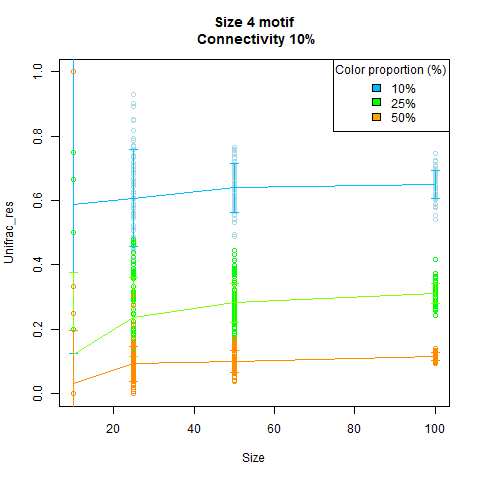 Size 4 motif
Connectivity 10%
Color proportion (%)
10%
25%
50%
Unifrac_res
0.0
0.2
0.4
0.6
0.8
1.0
20
40
60
80
100
Size